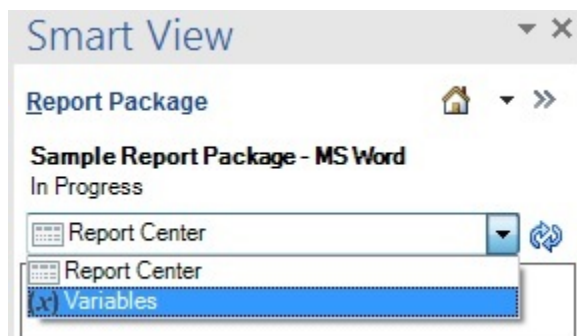 Smart View
Report Package
Sample Report Package - MS Word
In Progress
Report Center
Report Center
(x) Variables